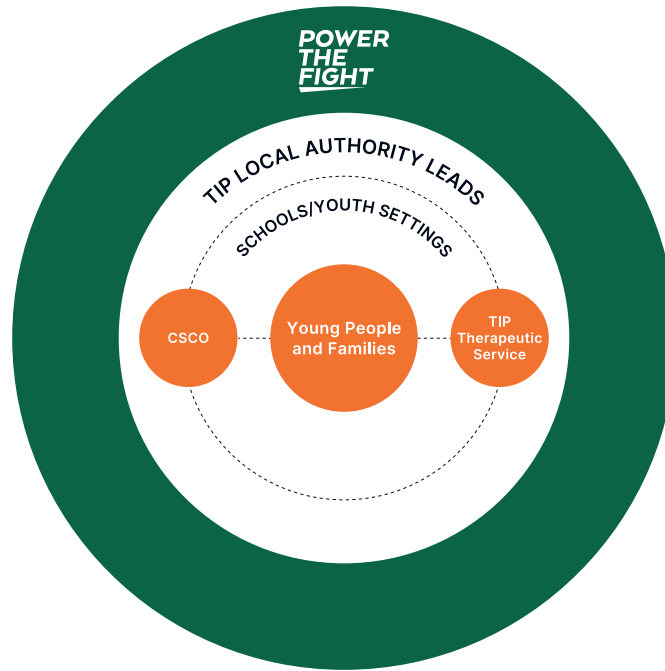 POWER
THE
FIGHT
TIP LOCAL AUTHORITY LEADS
SCHOOLS/YOUTH SETTINGS
CSCO
Young People
and Families
TIP
Therapeutic
Service